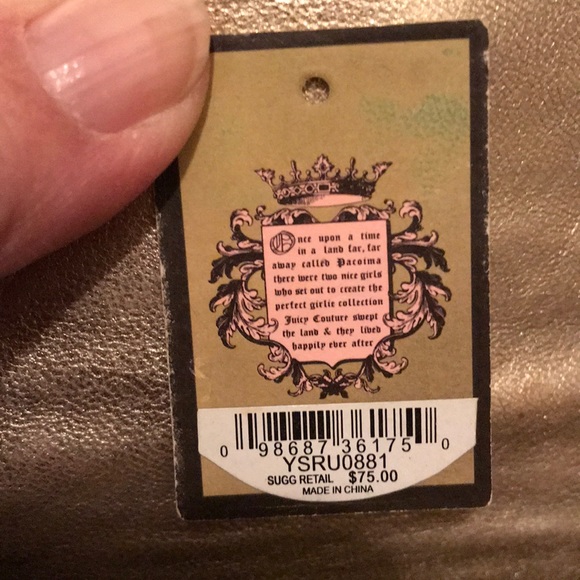 Once upon a time
in a land far, far
away called Pacoima
there were two nice girls
who set out to create the
perfect girlie collection
Juicy Couture swept
the land & they lived
happily ever after
0 98687 36175 0
YSRU0881
SUGG RETAIL $75.00
MADE IN CHINA